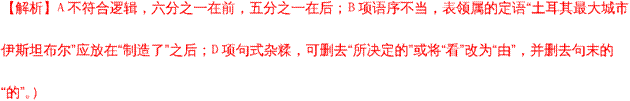 【解析】A 不符合逻辑，六分之一在前，五分之一在后；B 项语序不当，表领属的定语“土耳其最大城市
伊斯坦布尔”应放在“制造了”之后；D 项句式杂糅，可删去“所决定的”或将“看”改为“由”，并删去句末的
“的”。）